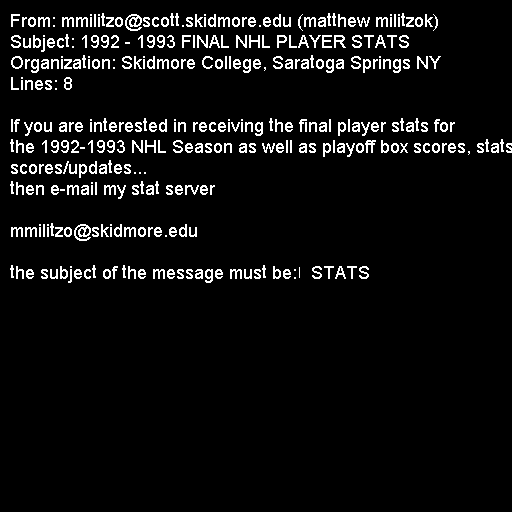 From: mmilitzo@scott.skidmore.edu (matthew militzok)
Subject: 1992 - 1993 FINAL NHL PLAYER STATS
Organization: Skidmore College, Saratoga Springs NY
Lines: 8

If you are interested in receiving the final player stats for
the 1992-1993 NHL Season as well as playoff box scores, stats
scores/updates...
then e-mail my stat server

mmilitzo@skidmore.edu

the subject of the message must be: STATS